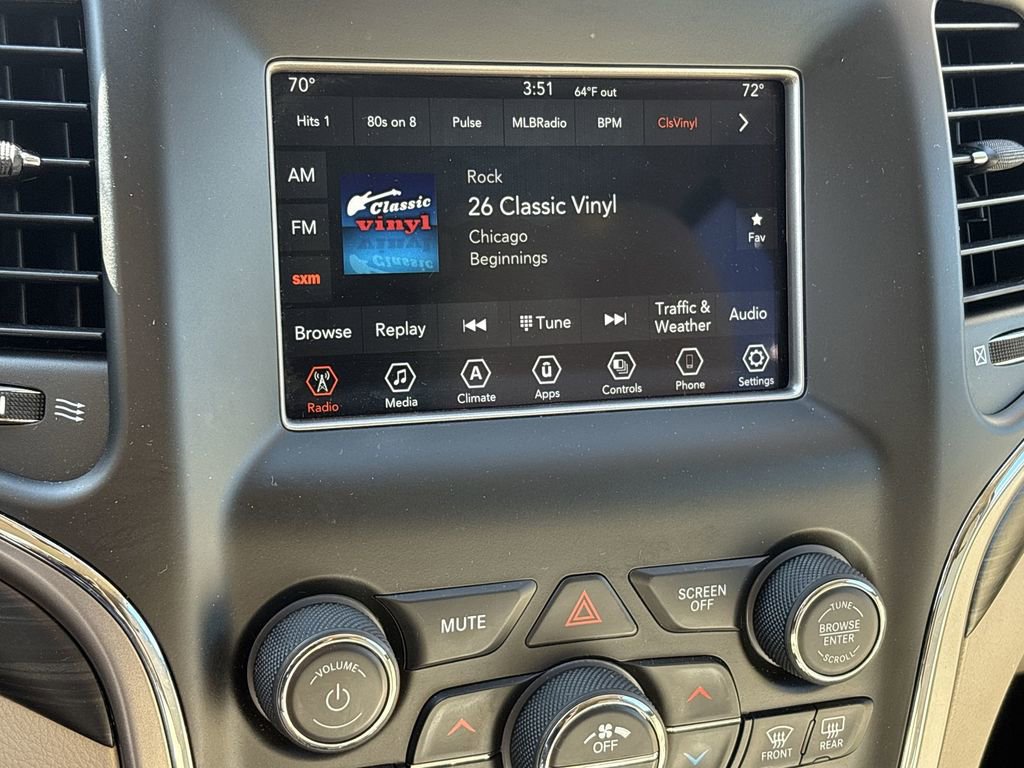 70° 3:51 64°F out 72°
Hits 1 80s on 8 Pulse MLBRadio BPM ClsVinyl
AM
FM
sxm
Classic
vinyl
Rock
26 Classic Vinyl
Chicago
Beginnings
Fav
Browse Replay Tune Traffic &
Weather Audio
Radio Media A Climate ū Apps Controls Phone Settings
MUTE
SCREEN
OFF
VOLUME
TUNE
BROWSE
ENTER
SCROLL
OFF
FRONT
REAR